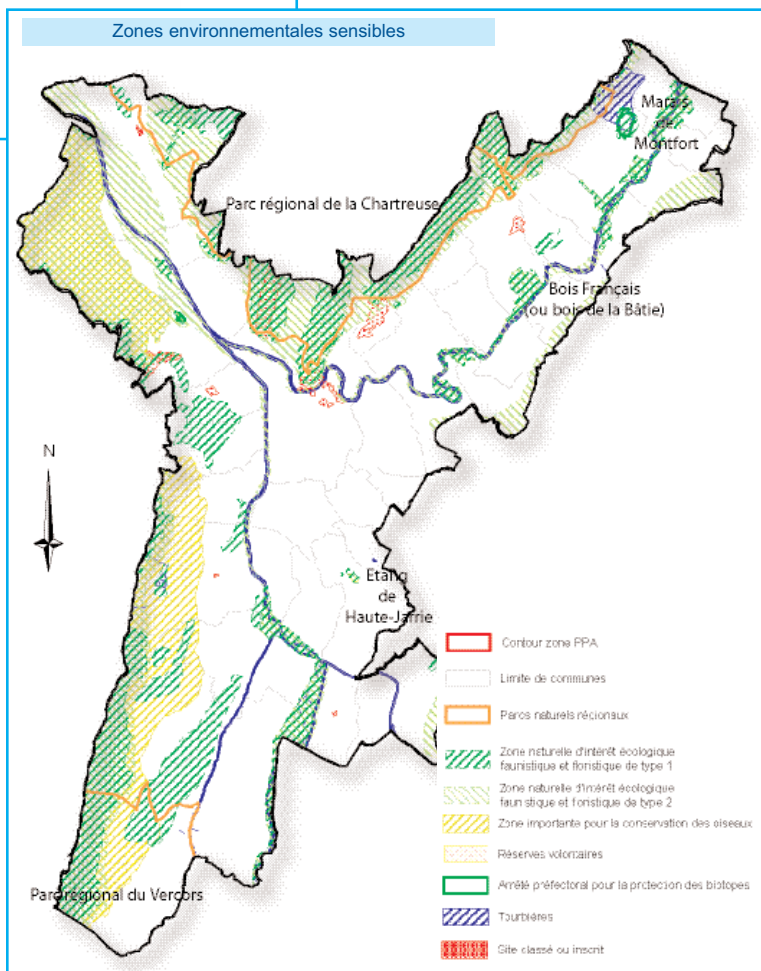 Zones environnementales sensibles
Marais
de
Montfort
Parc régional de la Chartreuse
Bois Français
(ou bois de la Bâtie)
N
Etang
de
Haute-Jarrie
Parc régional du Vercors
Contour zone PPA
Limite de communes
Parcs naturels régionaux
Zone naturelle d'intérêt écologique
faunistique et floristique de type 1
Zone naturelle d'intérêt écologique
faunistique et floristique de type 2
Zone importante pour la conservation des oiseaux
Réserves volontaires
Arrêté préfectoral pour la protection des biotopes
Tourbières
Site classé ou inscrit